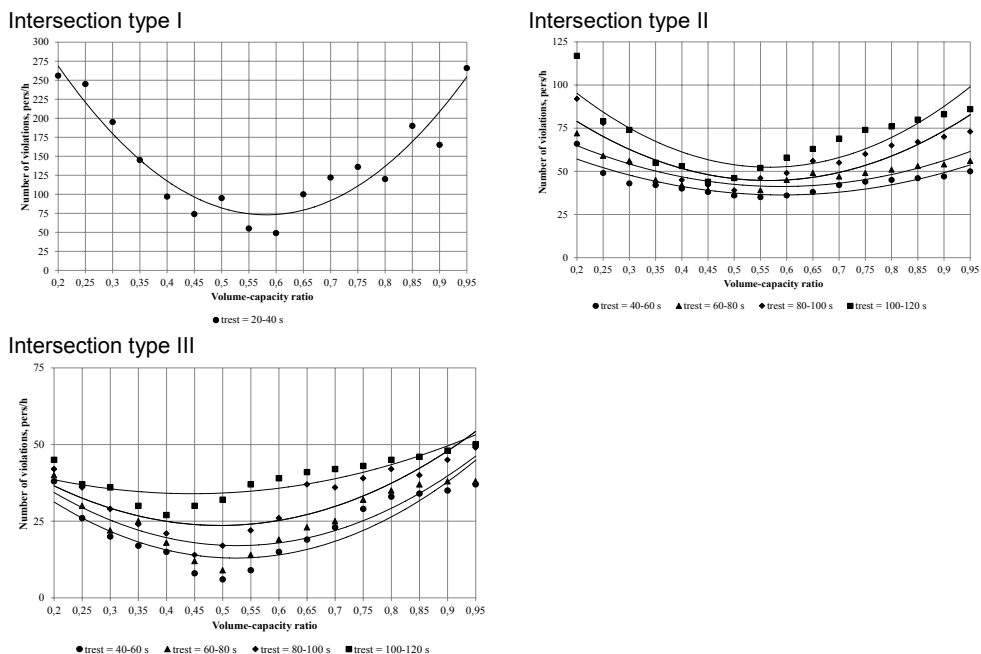 Intersection type I
Number of violations, pers/h
300
275
250
225
200
175
150
125
100
75
50
25
0
0,2 0,25 0,3 0,35 0,4 0,45 0,5 0,55 0,6 0,65 0,7 0,75 0,8 0,85 0,9 0,95
Volume-capacity ratio
trest = 20-40 s
Intersection type II
Number of violations, pers/h
125
100
75
50
25
0
0,2 0,25 0,3 0,35 0,4 0,45 0,5 0,55 0,6 0,65 0,7 0,75 0,8 0,85 0,9 0,95
Volume-capacity ratio
trest = 40-60 s trest = 60-80 s trest = 80-100 s trest = 100-120 s
Intersection type III
Number of violations, pers/h
75
50
25
0
0,2 0,25 0,3 0,35 0,4 0,45 0,5 0,55 0,6 0,65 0,7 0,75 0,8 0,85 0,9 0,95
Volume-capacity ratio
trest = 40-60 s trest = 60-80 s trest = 80-100 s trest = 100-120 s